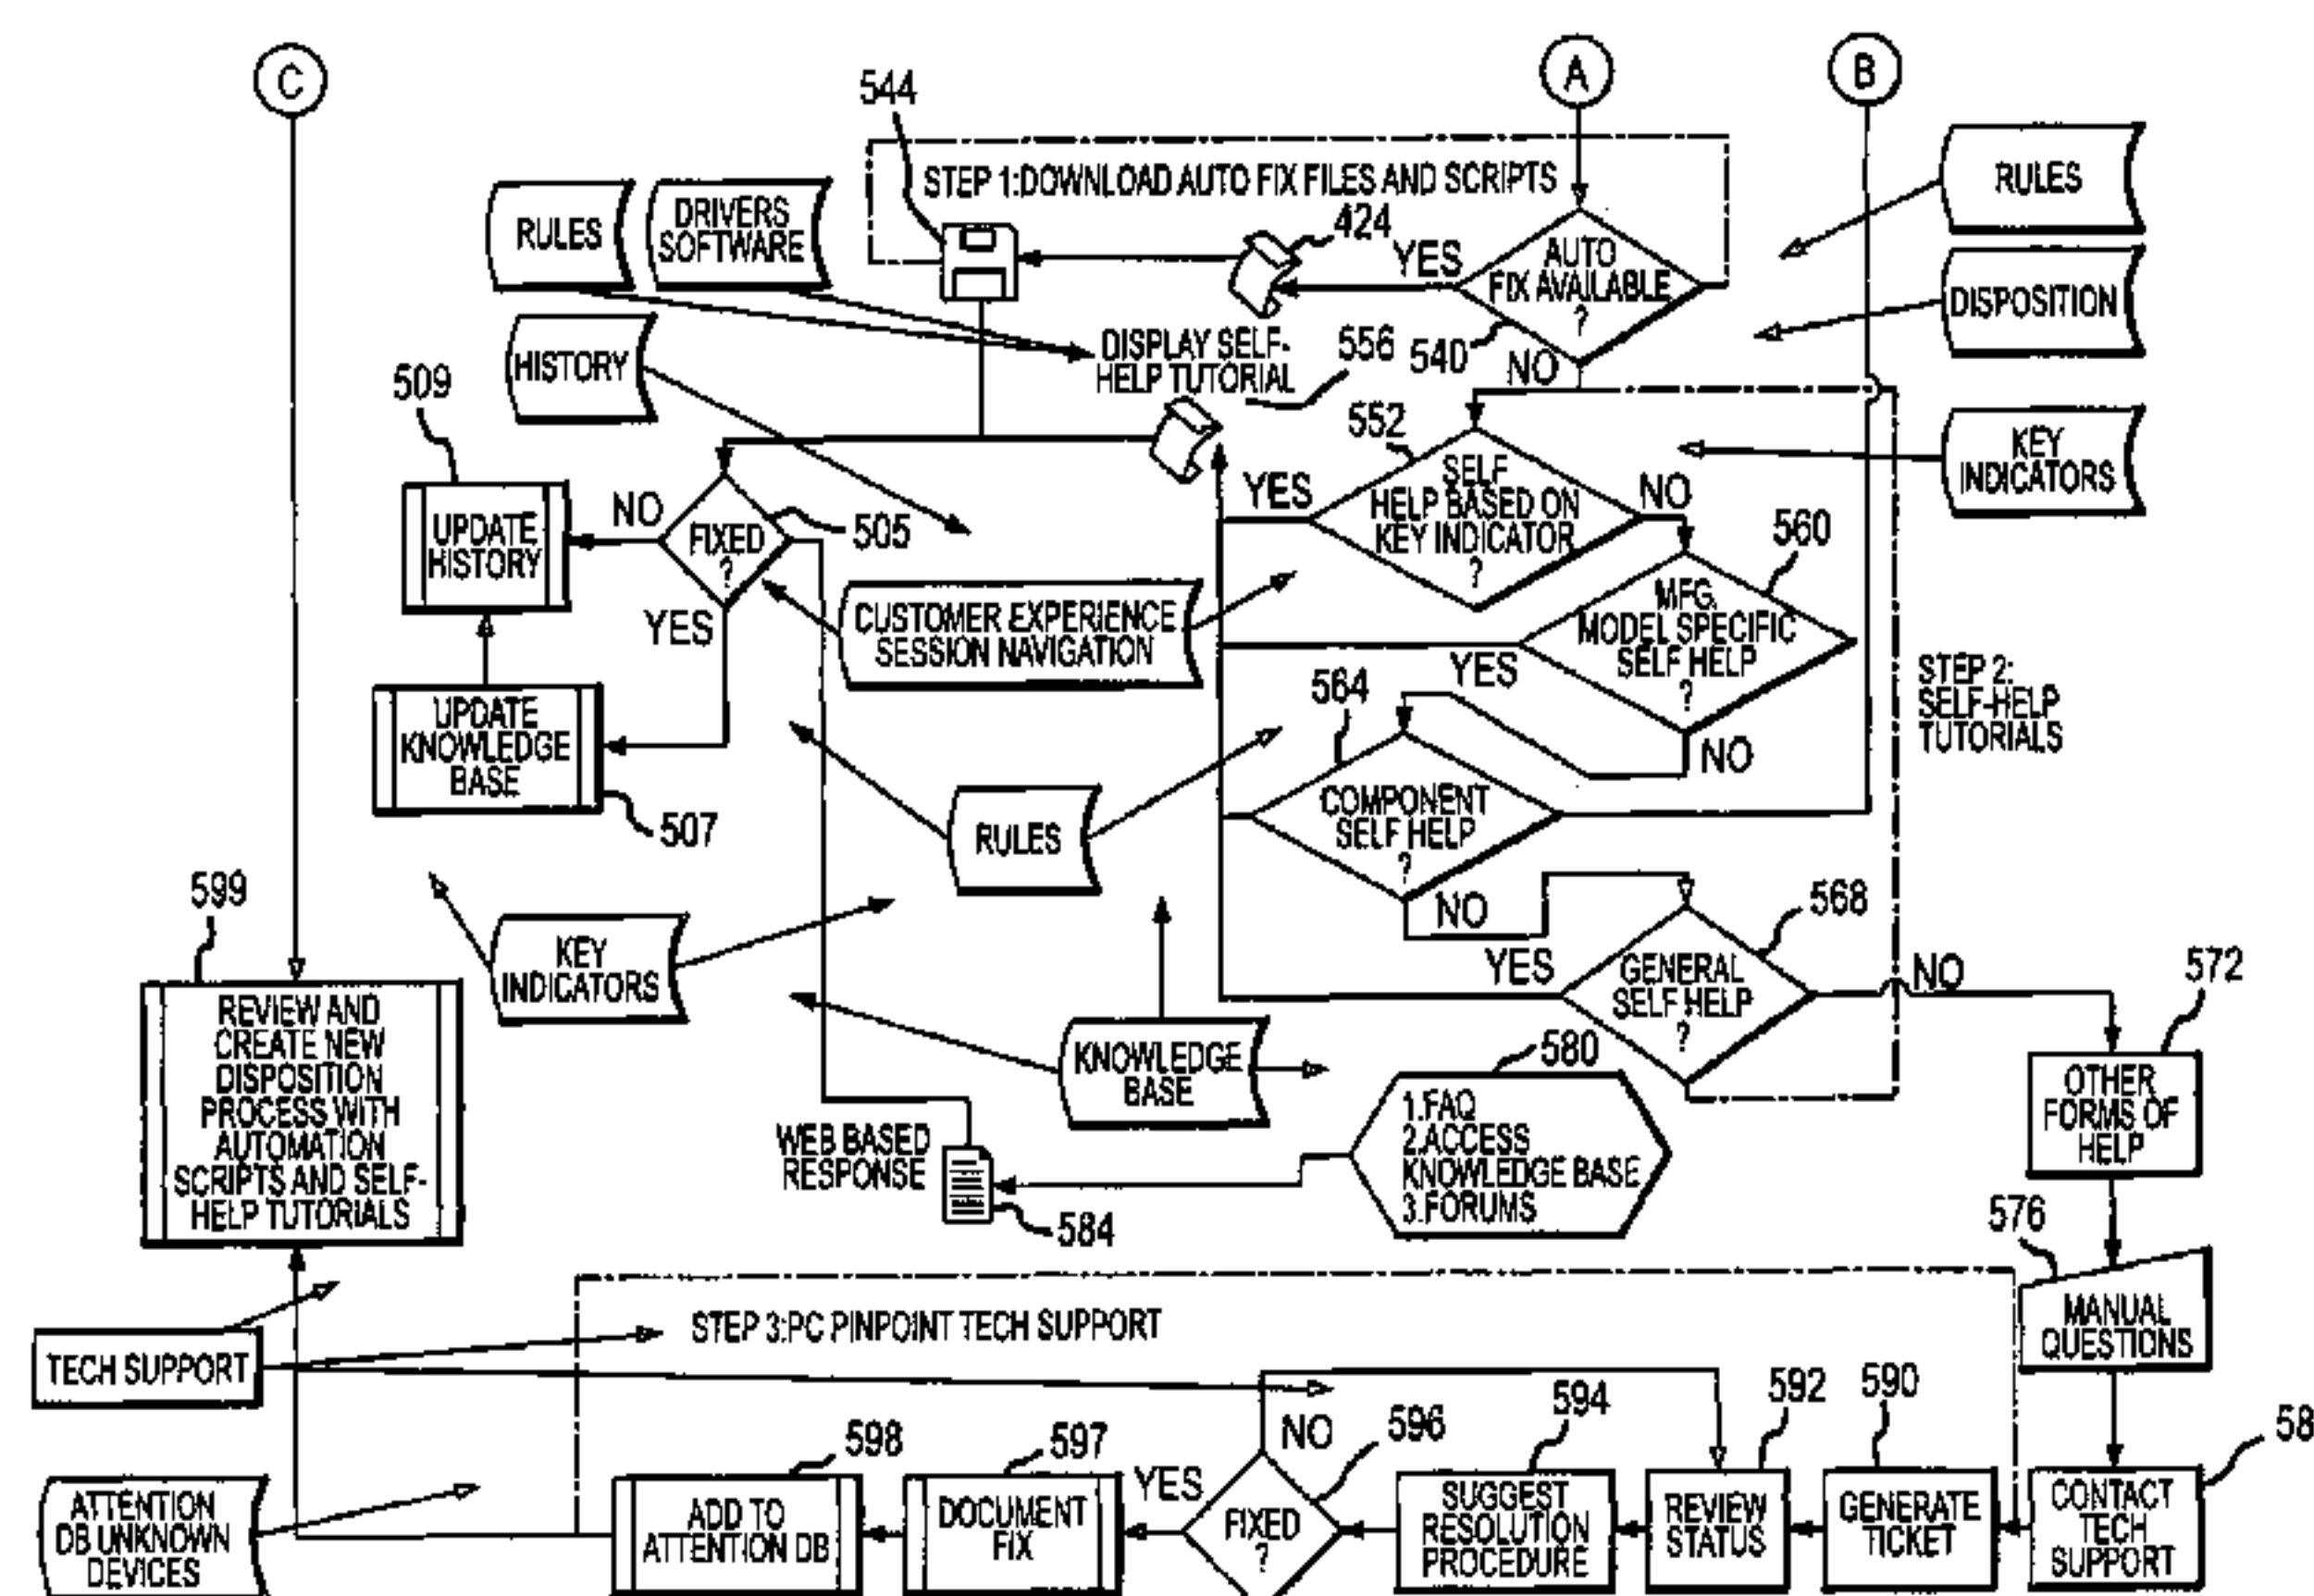 C
A
B
544
STEP 1:DOWNLOAD AUTO FIX FILES AND SCRIPTS
RULES
DRIVERS
SOFTWARE
424
YES
AUTO
FIX AVAILABLE
?
RULES
DISPOSITION
HISTORY
DISPLAY SELF-
HELP TUTORIAL
556
540
NO
509
552
KEY
INDICATORS
UPDATE
HISTORY
NO
FIXED
?
505
YES
SELF
HELP BASED ON
KEY INDICATOR
?
NO
560
YES
CUSTOMER EXPERIENCE
SESSION NAVIGATION
MFG.
MODEL SPECIFIC
SELF HELP
?
YES
NO
STEP 2:
SELF-HELP
TUTORIALS
UPDATE
KNOWLEDGE
BASE
507
564
RULES
COMPONENT
SELF HELP
?
NO
599
KEY
INDICATORS
568
YES
GENERAL
SELF HELP
?
NO
572
REVIEW AND
CREATE NEW
DISPOSITION
PROCESS WITH
AUTOMATION
SCRIPTS AND SELF-
HELP TUTORIALS
KNOWLEDGE
BASE
580
OTHER
FORMS OF
HELP
WEB BASED
RESPONSE
584
1.FAQ
2.ACCESS
KNOWLEDGE BASE
3.FORUMS
576
MANUAL
QUESTIONS
TECH SUPPORT
STEP 3:PC PINPOINT TECH SUPPORT
ATTENTION
DB UNKNOWN
DEVICES
598
ADD TO
ATTENTION DB
597
DOCUMENT
FIX
YES
NO
596
FIXED
?
594
SUGGEST
RESOLUTION
PROCEDURE
592
REVIEW
STATUS
590
GENERATE
TICKET
58
CONTACT
TECH
SUPPORT